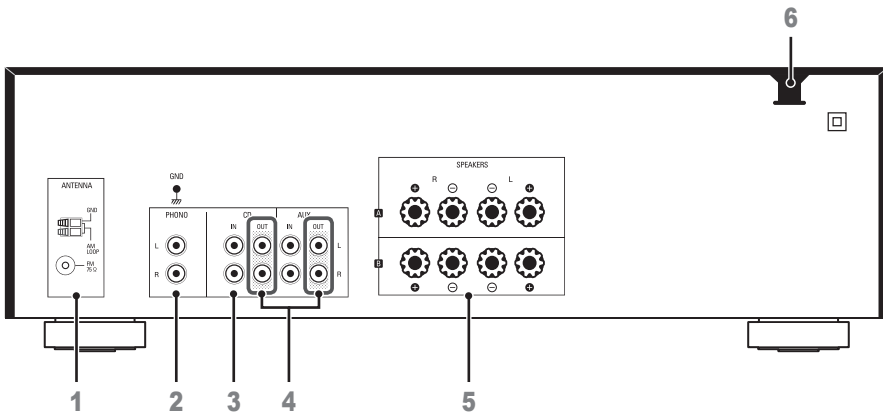 6
SPEAKERS
R L
GND
ANTENNA
GND
AM
LOOP
FM
75 Ω
PHONO CD AUX
IN OUT IN OUT
L L
R R
A
B
1 2 3 4 5